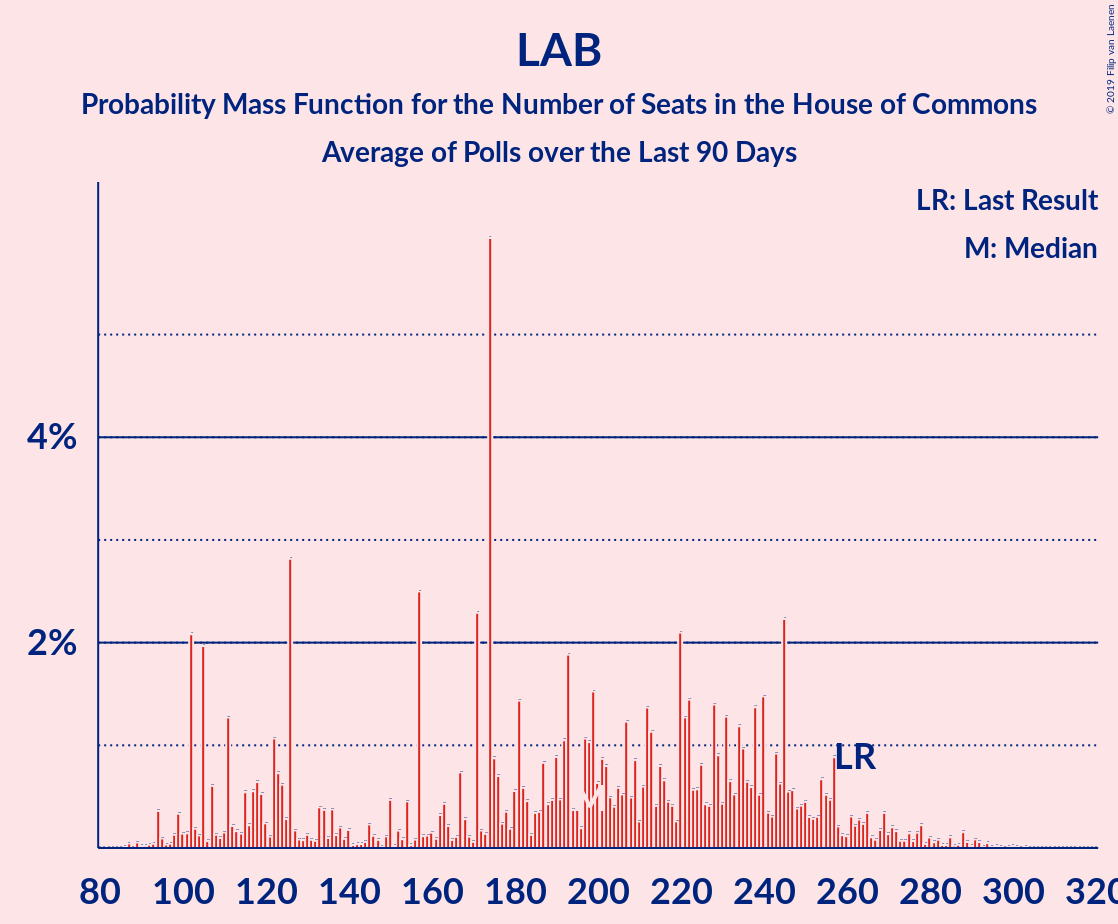 © 2019 Filip van Laenen
LAB
Probability Mass Function for the Number of Seats in the House of Commons
Average of Polls over the Last 90 Days
LR: Last Result
M: Median
4%
2%
LR
M
80 100 120 140 160 180 200 220 240 260 280 300 320